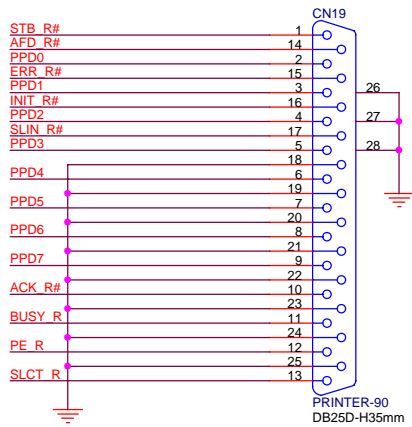 CN19
STB_R# 1
AFD_R# 14
PPD0 2
ERR_R# 15
PPD1 3 26
INIT_R# 16
PPD2 4 27
SLIN_R# 17
PPD3 5 28
18
PPD4 6
19
PPD5 7
20
PPD6 8
21
PPD7 9
22
ACK_R# 10
23
BUSY_R 11
24
PE_R 12
25
SLCT_R 13
PRINTER-90
DB25D-H35mm